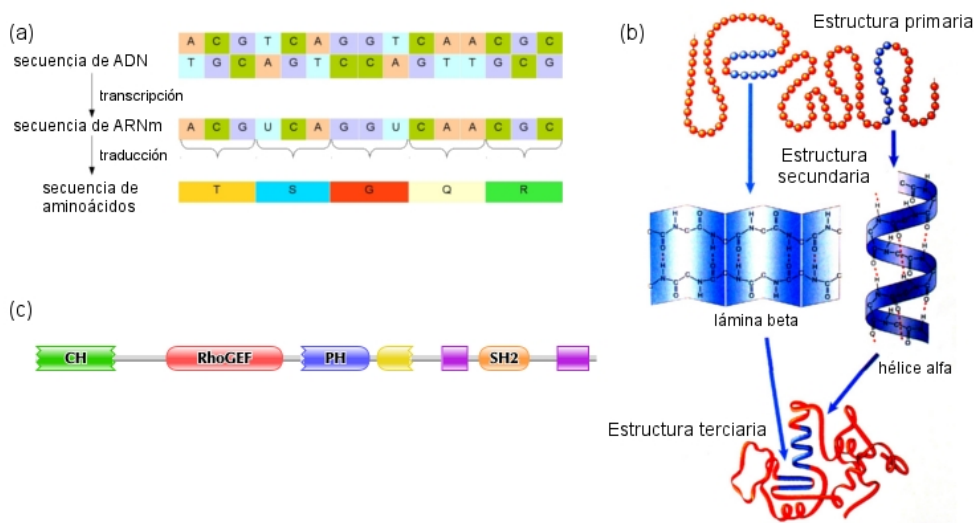 (a)
secuencia de ADN
A C G T C A G G T C A A C G C
T G C A G T C C A G T T G C G
transcripción
secuencia de ARNm
A C G U C A G G U C A A C G C
traducción
secuencia de
aminoácidos
T S G Q R
(b)
Estructura primaria
Estructura
secundaria
lámina beta
hélice alfa
Estructura terciaria
(c)
CH RhoGEF PH SH2